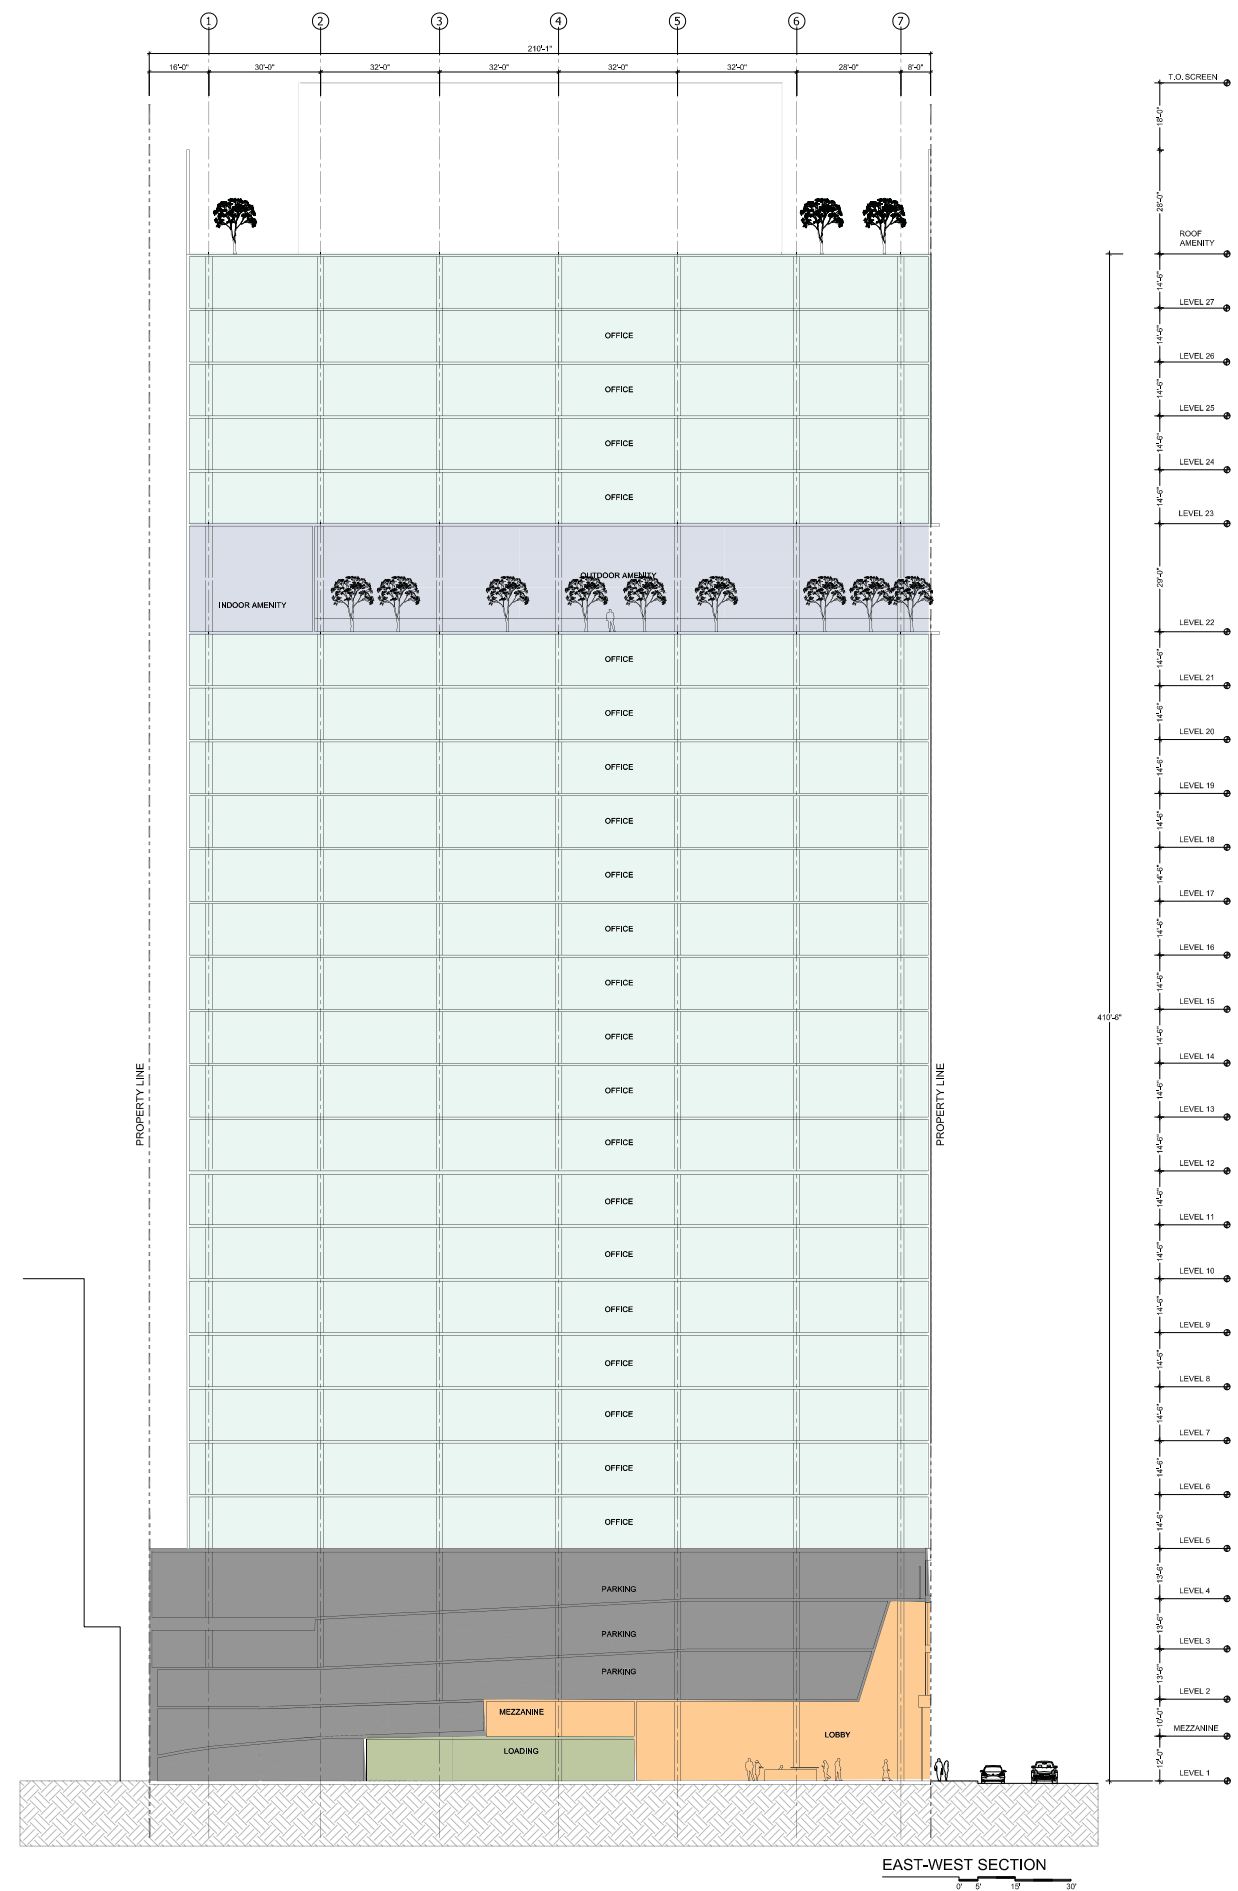 1 2 3 4 5 6 7
210'-1"
16'-0" 30'-0" 32'-0" 32'-0" 32'-0" 32'-0" 28'-0" 8'-0"
T.O. SCREEN
18'-0"
28'-0"
ROOF
AMENITY
14'-6"
LEVEL 27
OFFICE
14'-6"
LEVEL 26
OFFICE
14'-6"
LEVEL 25
OFFICE
14'-6"
LEVEL 24
OFFICE
14'-6"
LEVEL 23
OUTDOOR AMENITY
29'-0"
INDOOR AMENITY
LEVEL 22
OFFICE
14'-6"
LEVEL 21
OFFICE
14'-6"
LEVEL 20
OFFICE
14'-6"
LEVEL 19
OFFICE
14'-6"
LEVEL 18
OFFICE
14'-6"
LEVEL 17
OFFICE
14'-6"
LEVEL 16
OFFICE
14'-6"
LEVEL 15
410'-6"
OFFICE
14'-6"
LEVEL 14
OFFICE
14'-6"
PROPERTY LINE
PROPERTY LINE
LEVEL 13
OFFICE
14'-6"
LEVEL 12
OFFICE
14'-6"
LEVEL 11
OFFICE
14'-6"
LEVEL 10
OFFICE
14'-6"
LEVEL 9
OFFICE
14'-6"
LEVEL 8
OFFICE
14'-6"
LEVEL 7
OFFICE
14'-6"
LEVEL 6
OFFICE
14'-6"
LEVEL 5
PARKING
13'-6"
LEVEL 4
PARKING
13'-6"
LEVEL 3
PARKING
13'-6"
LEVEL 2
MEZZANINE
10'-0"
LOBBY
MEZZANINE
LOADING
12'-0"
LEVEL 1
EAST-WEST SECTION
0' 5' 15' 30'